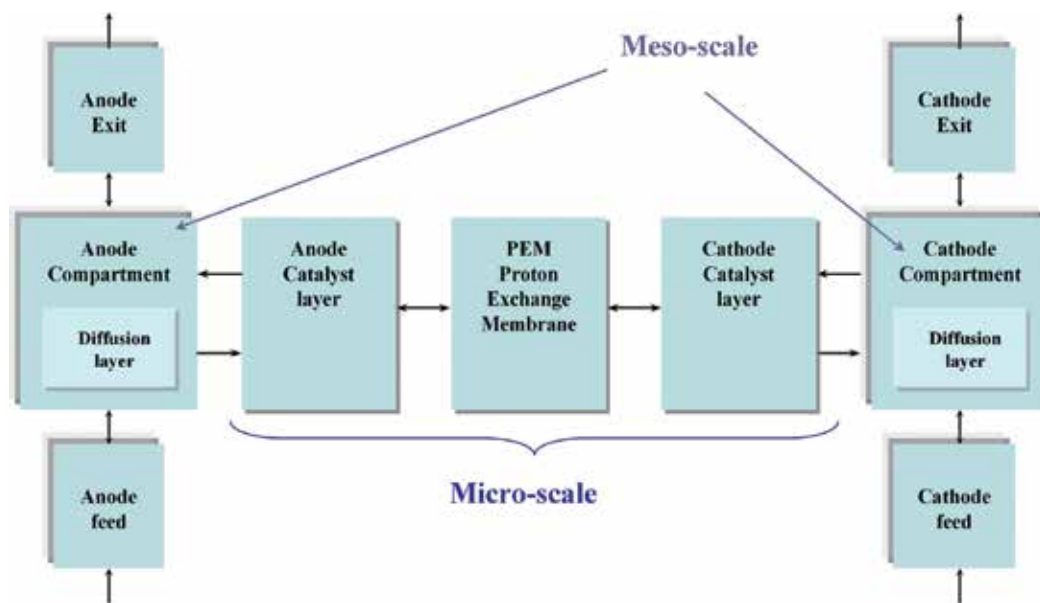 Meso-scale
Anode
Exit
Cathode
Exit
Anode
Compartment
Diffusion
layer
Anode
Catalyst
layer
PEM
Proton
Exchange
Membrane
Cathode
Catalyst
layer
Cathode
Compartment
Diffusion
layer
Micro-scale
Anode
feed
Cathode
feed